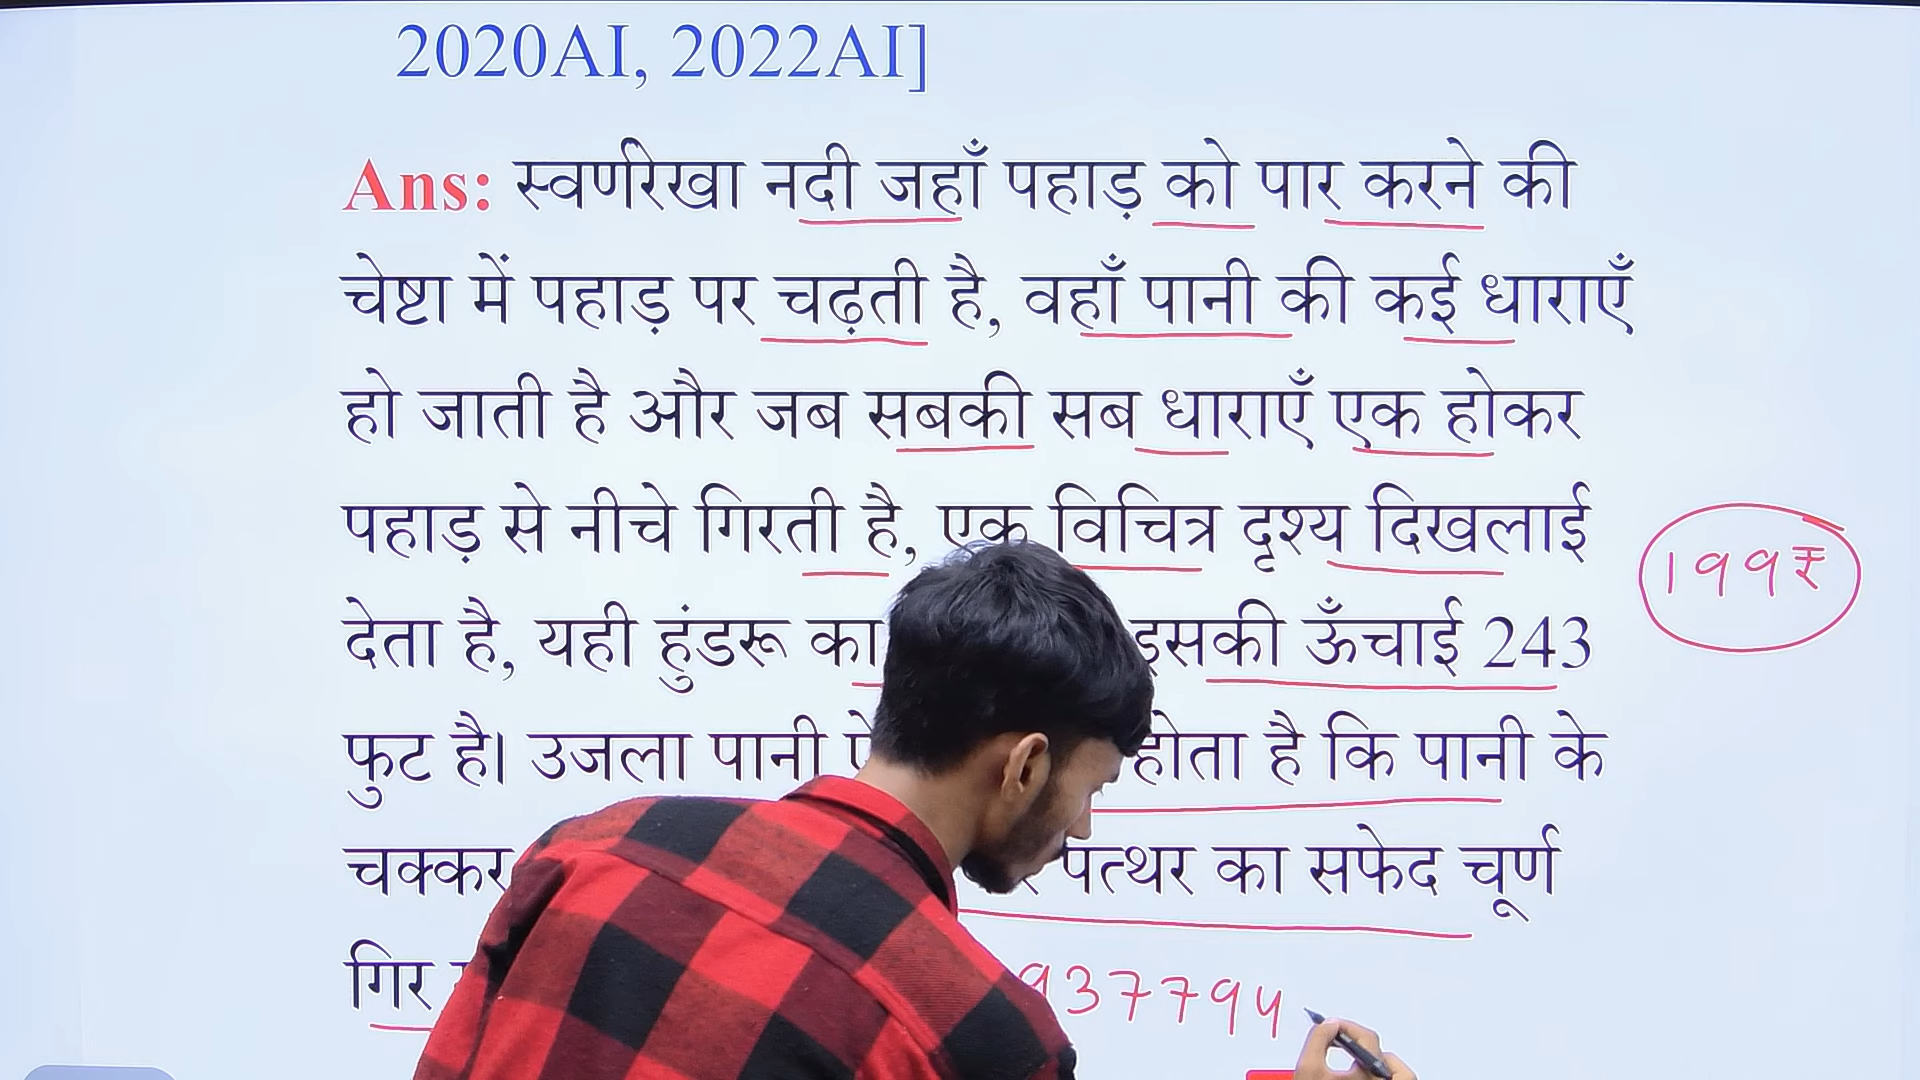 2020AI, 2022AI]
Ans: स्वर्णरेखा नदी जहाँ पहाड़ को पार करने की
चेष्टा में पहाड़ पर चढ़ती है, वहाँ पानी की कई धाराएँ
हो जाती है और जब सबकी सब धाराएँ एक होकर
पहाड़ से नीचे गिरती है, एक विचित्र दृश्य दिखलाई
199₹
देता है, यही हुंडरू का इसकी ऊँचाई 243
फुट है। उजला पानी होता है कि पानी के
चक्कर पत्थर का सफेद चूर्ण
गिर 937794